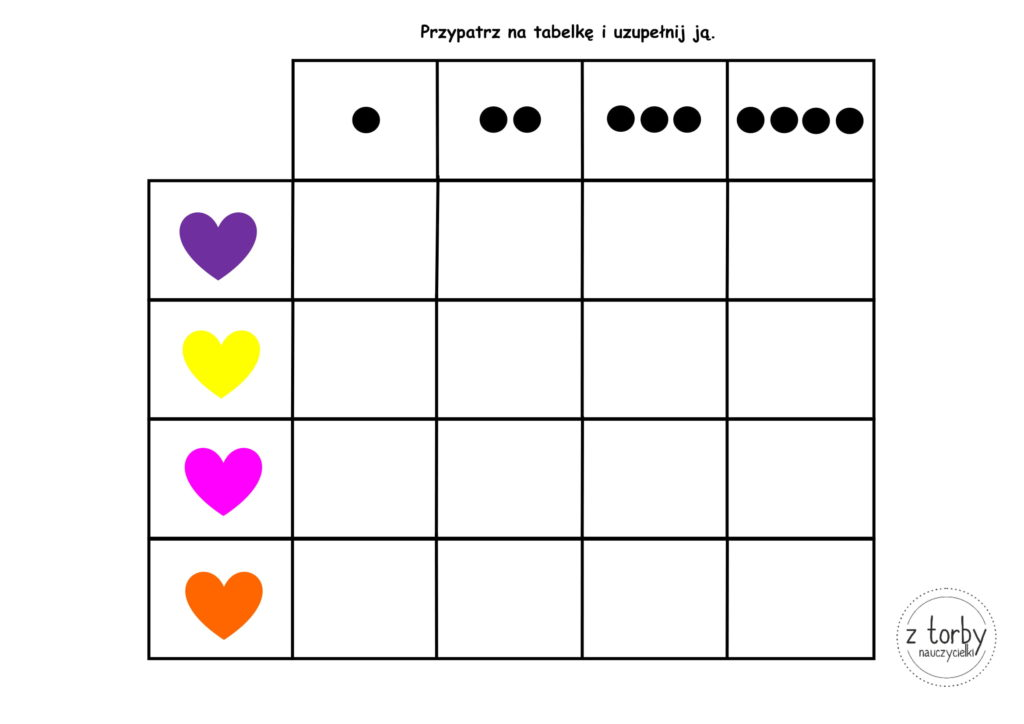 Przypatrz na tabelkę i uzupełnij ją.
z torby
nauczycielki